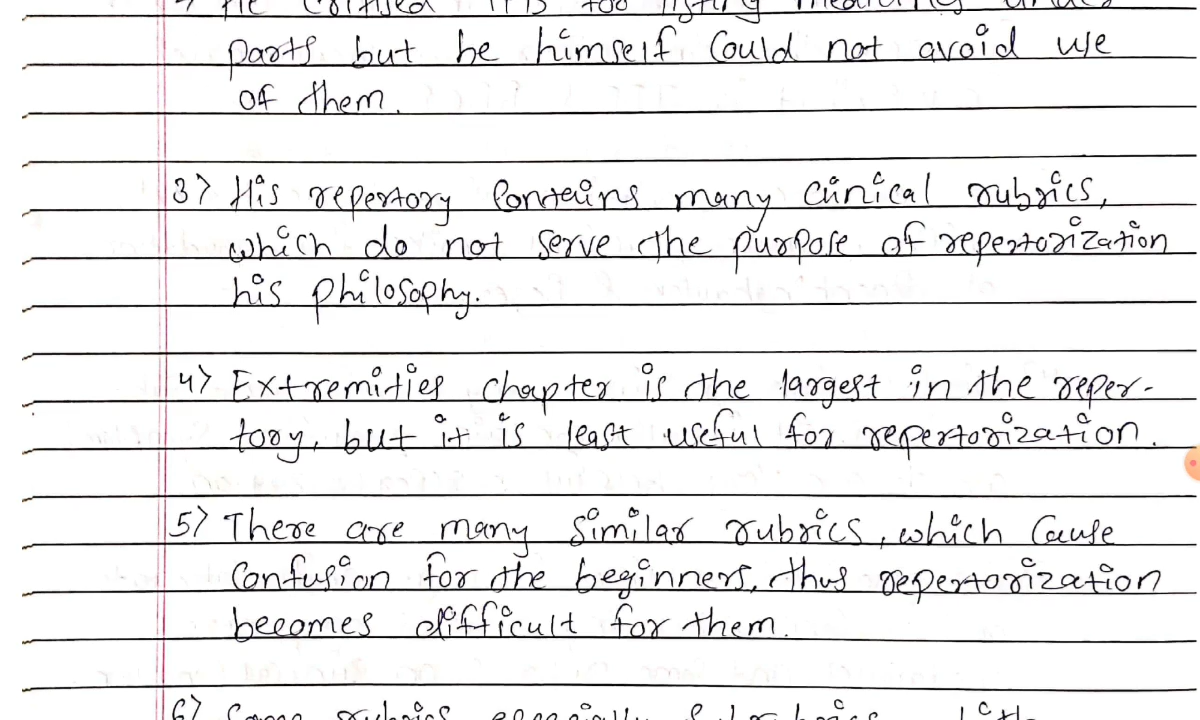 parts but he himself Could not avoid use
of them.
3> His repertory Contains many clinical rubrics,
which do not serve the purpose of repertorization
his philosophy.
4> Extremities chapter is the largest in the reper-
tory, but it is least useful for repertorization.
5> There are many similar rubrics, which Cause
Confusion for the beginners, thus repertorization
becomes difficult for them.
6> Some rubrics